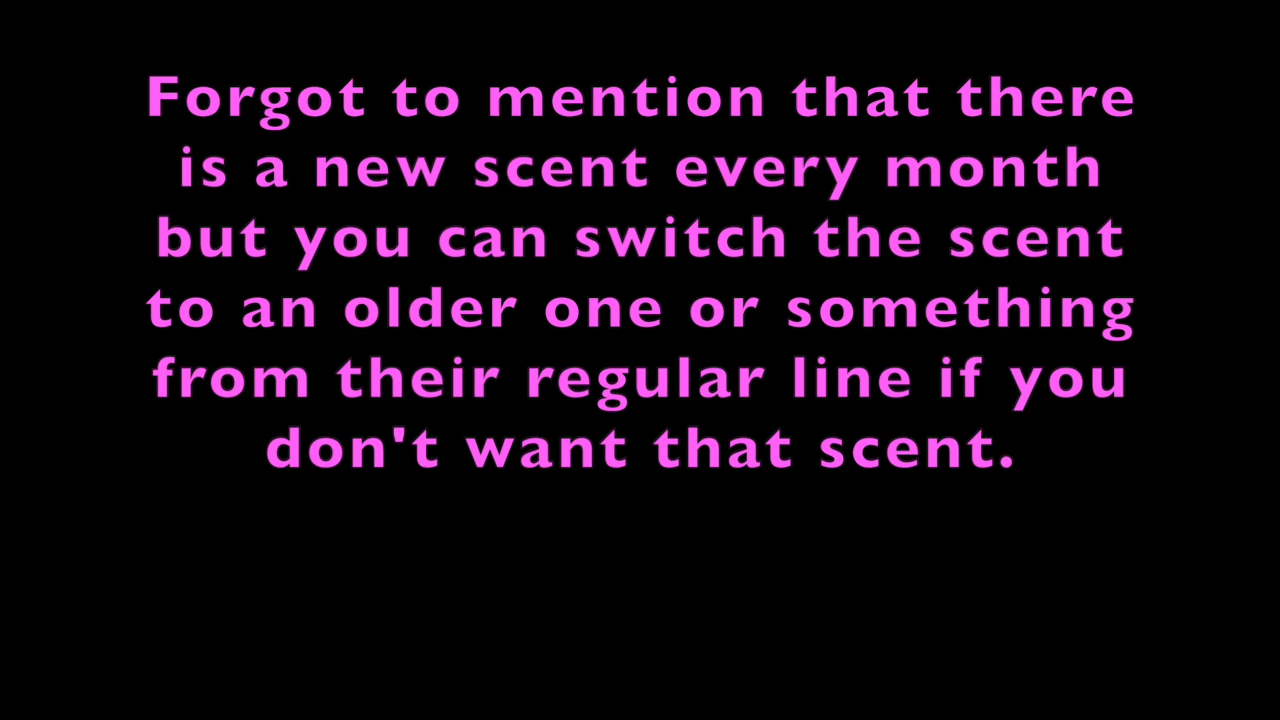 Forgot to mention that there
is a new scent every month
but you can switch the scent
to an older one or something
from their regular line if you
don't want that scent.